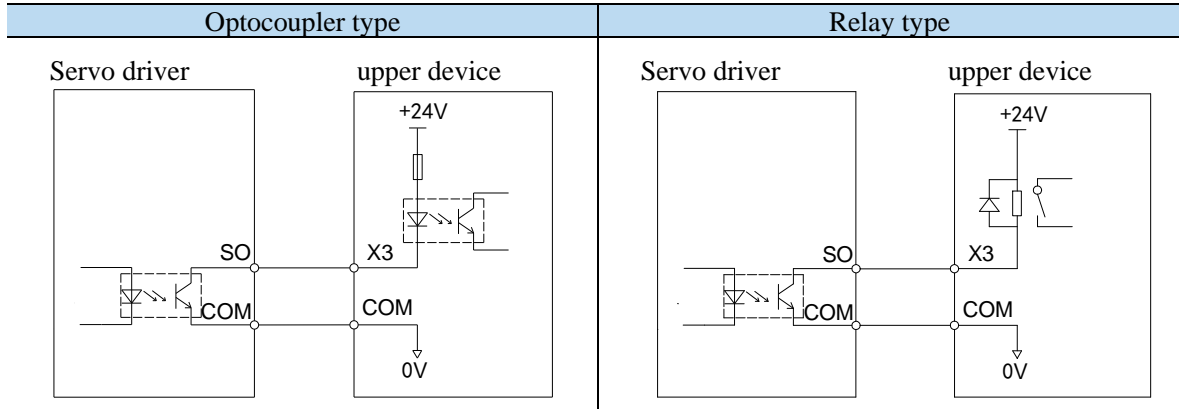 Optocoupler type
Relay type
Servo driver
upper device
+24V
SO
X3
COM
COM
0V
Servo driver
upper device
+24V
SO
X3
COM
COM
0V